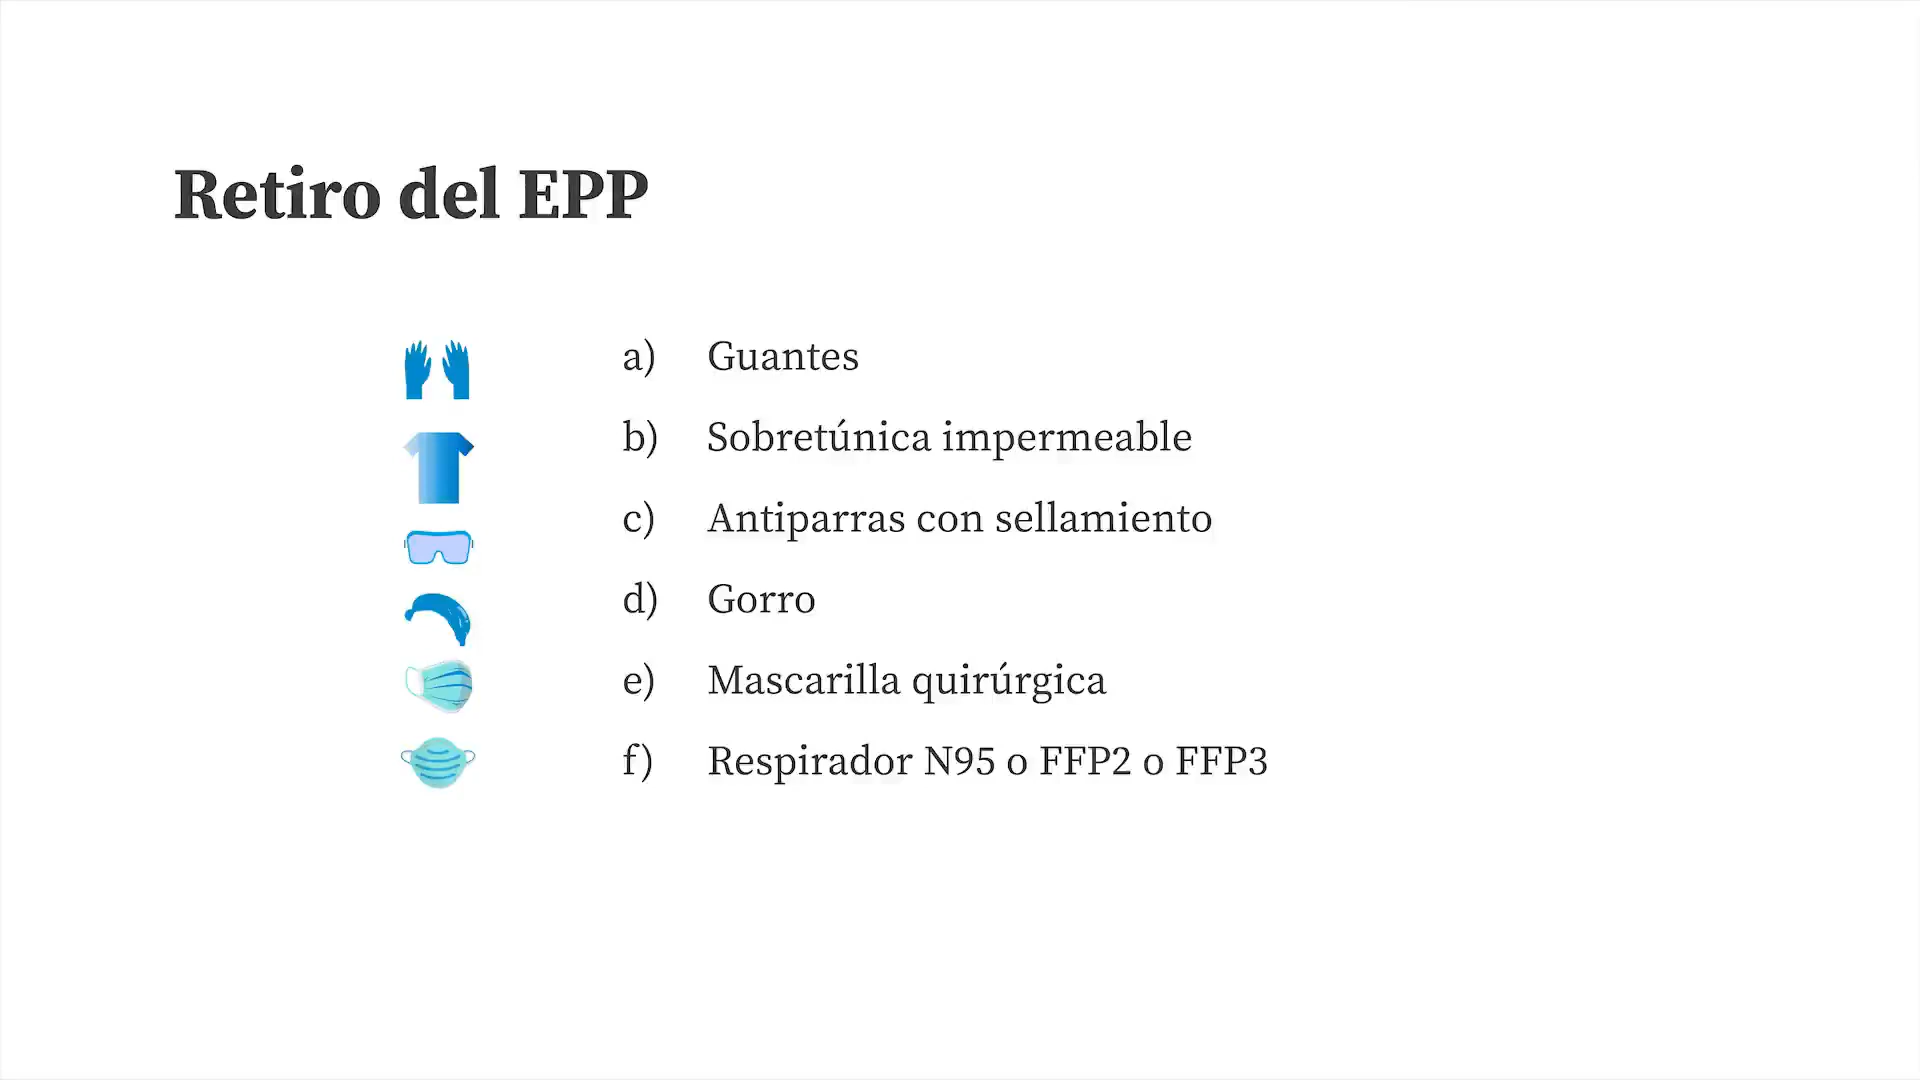 Retiro del EPP
a) Guantes
b) Sobretúnica impermeable
c) Antiparras con sellamiento
d) Gorro
e) Mascarilla quirúrgica
f) Respirador N95 o FFP2 o FFP3